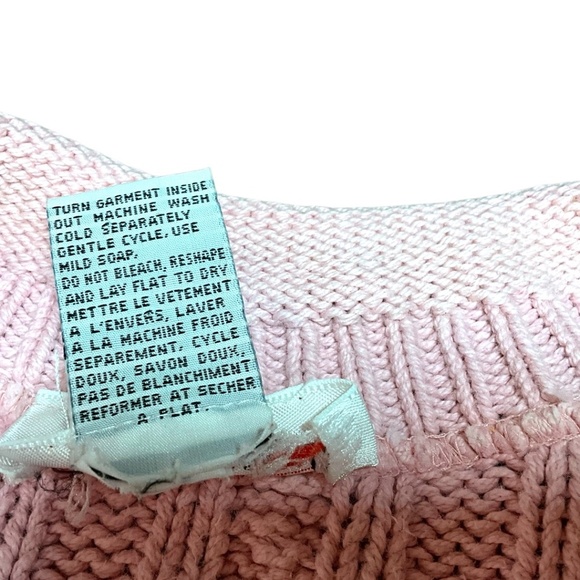 TURN GARMENT INSIDE
OUT MACHINE WASH
COLD SEPARATELY
GENTLE CYCLE, USE
MILD SOAP.
DO NOT BLEACH, RESHAPE
AND LAY FLAT TO DRY
METTRE LE VETEMENT
A L'ENVERS, LAVER
A LA MACHINE FROID
SEPAREMENT, CYCLE
DOUX, SAVON DOUX,
PAS DE BLANCHIMENT
REFORMER AT SECHER
A PLAT.